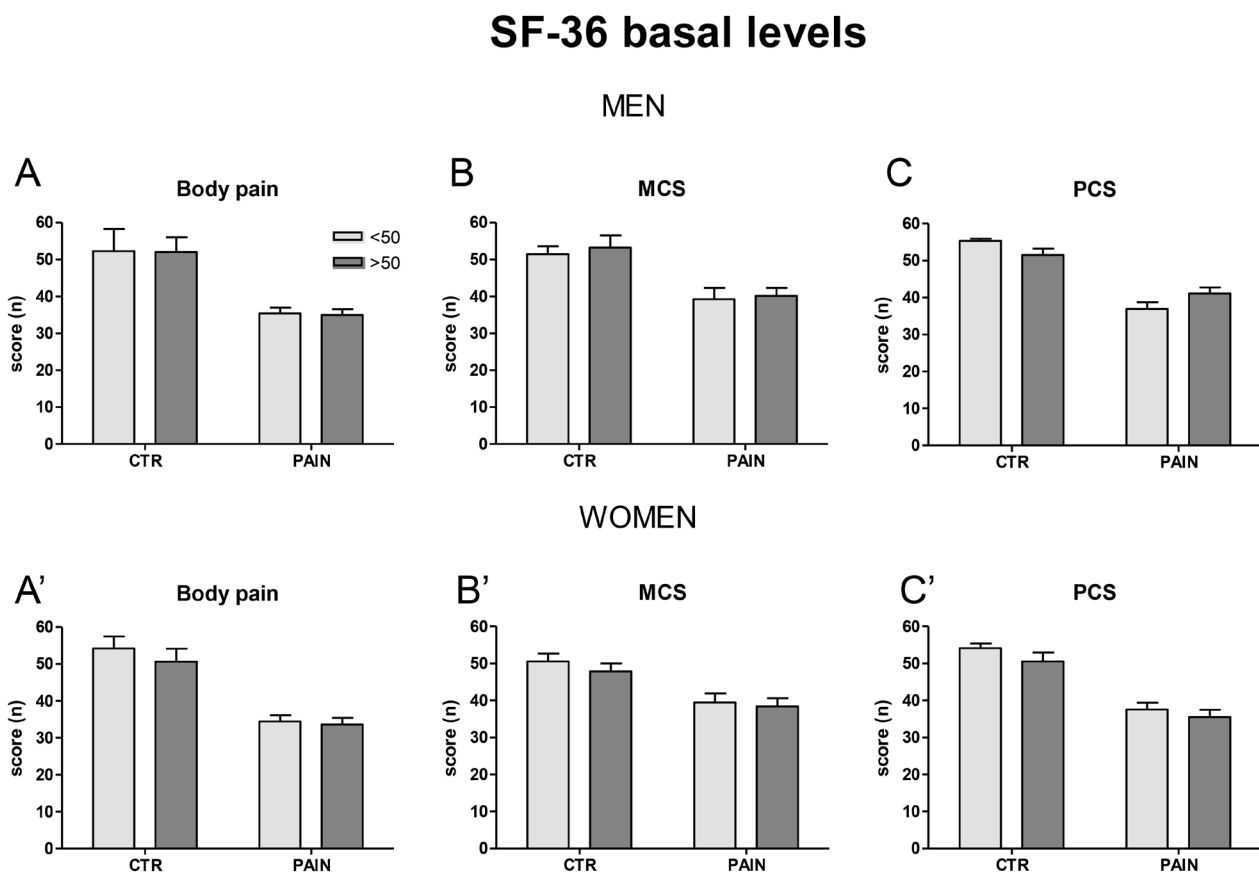 SF-36 basal levels
MEN
A
Body pain
score (n)
60
50
40
30
20
10
0
CTR
PAIN
<50
>50
B
MCS
score (n)
60
50
40
30
20
10
0
CTR
PAIN
C
PCS
score (n)
60
50
40
30
20
10
0
CTR
PAIN
WOMEN
A'
Body pain
score (n)
60
50
40
30
20
10
0
CTR
PAIN
B'
MCS
score (n)
60
50
40
30
20
10
0
CTR
PAIN
C'
PCS
score (n)
60
50
40
30
20
10
0
CTR
PAIN